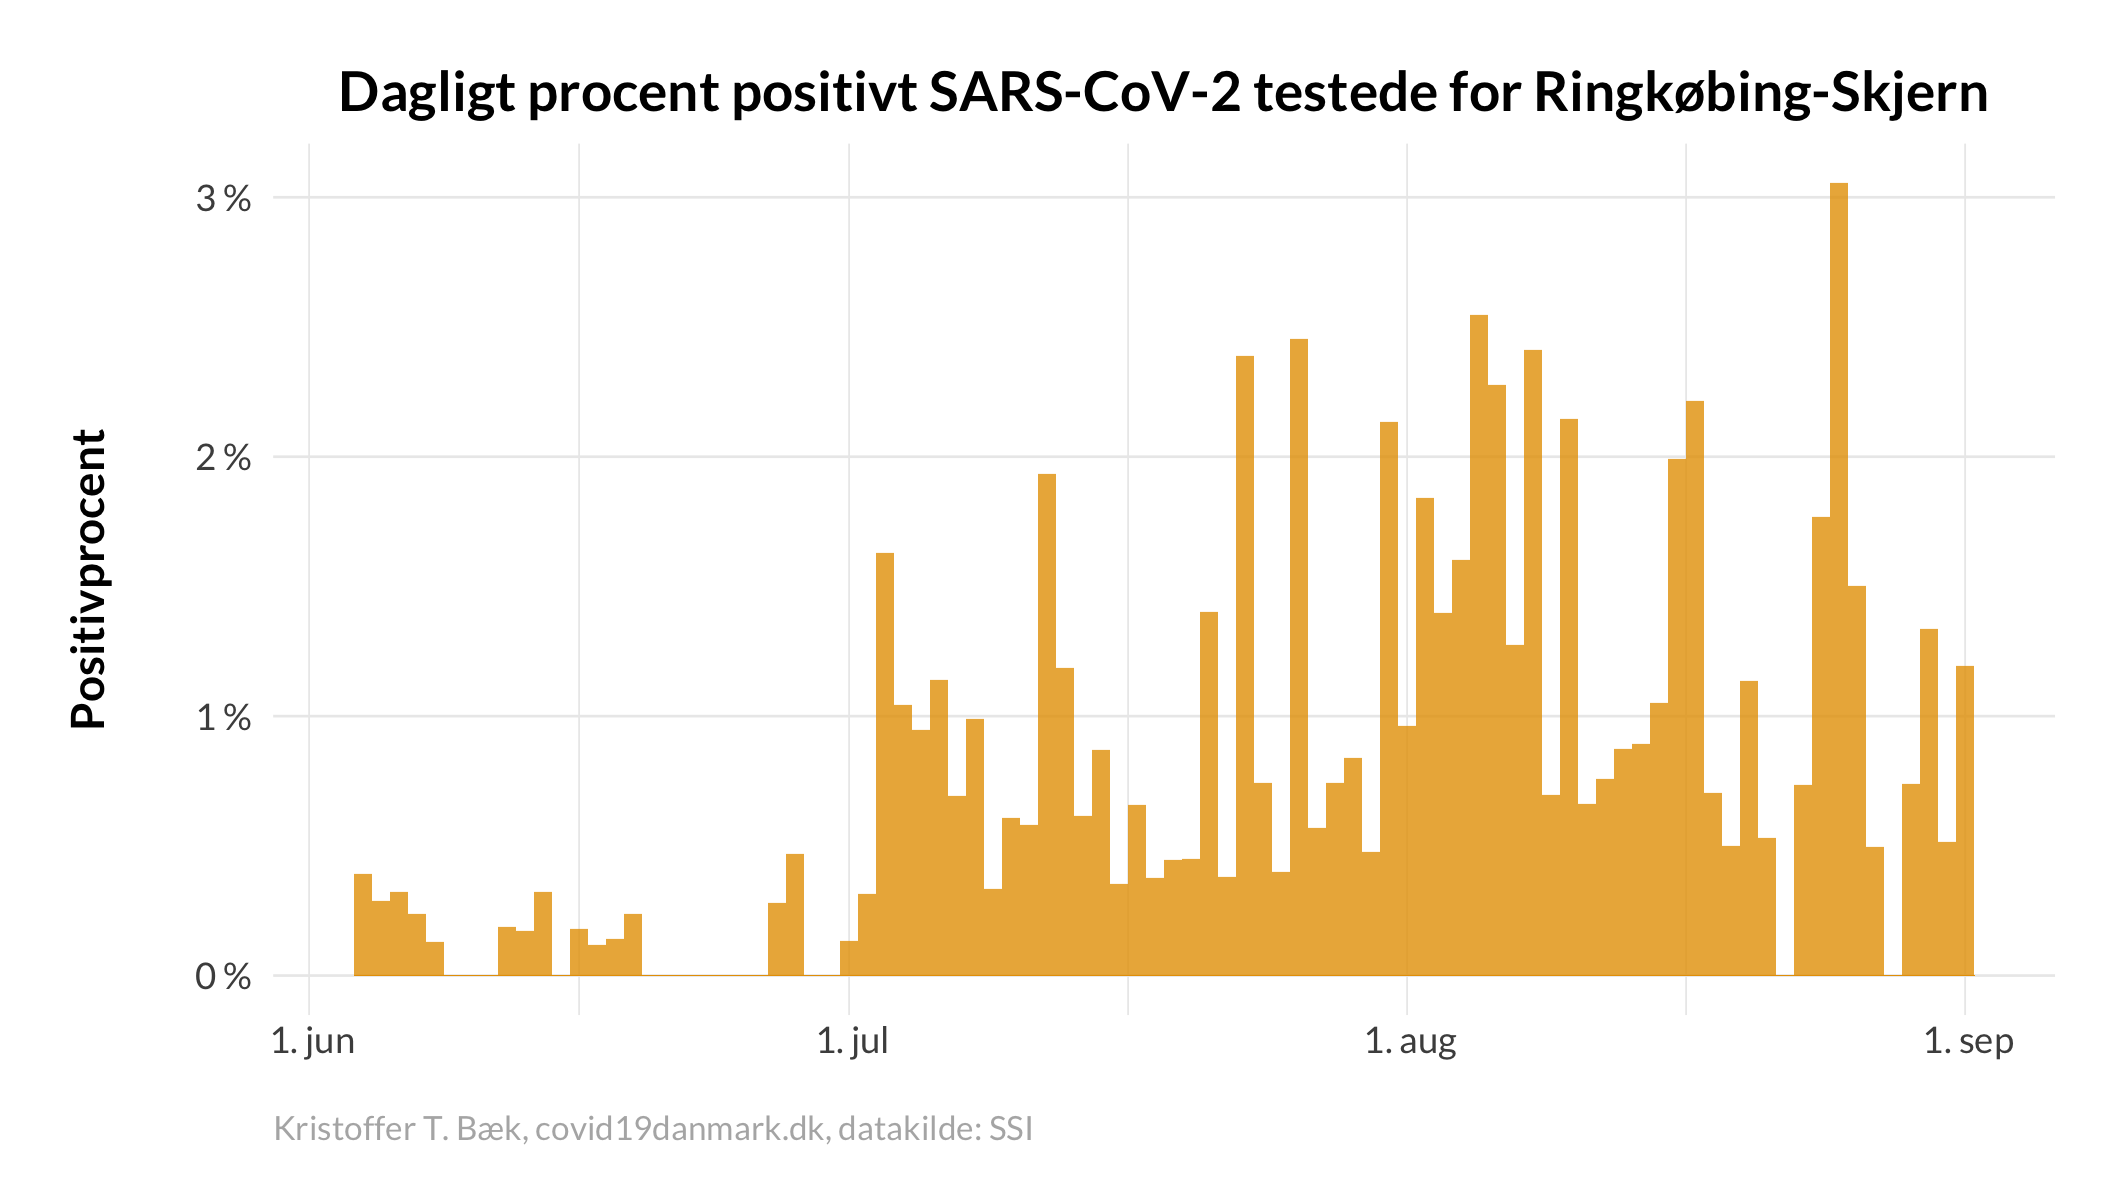 Dagligt procent positivt SARS-CoV-2 testede for Ringkøbing-Skjern
Positivprocent
3 %
2 %
1 %
0 %
1. jun
1. jul
1. aug
1. sep
Kristoffer T. Bæk, covid19danmark.dk, datakilde: SSI